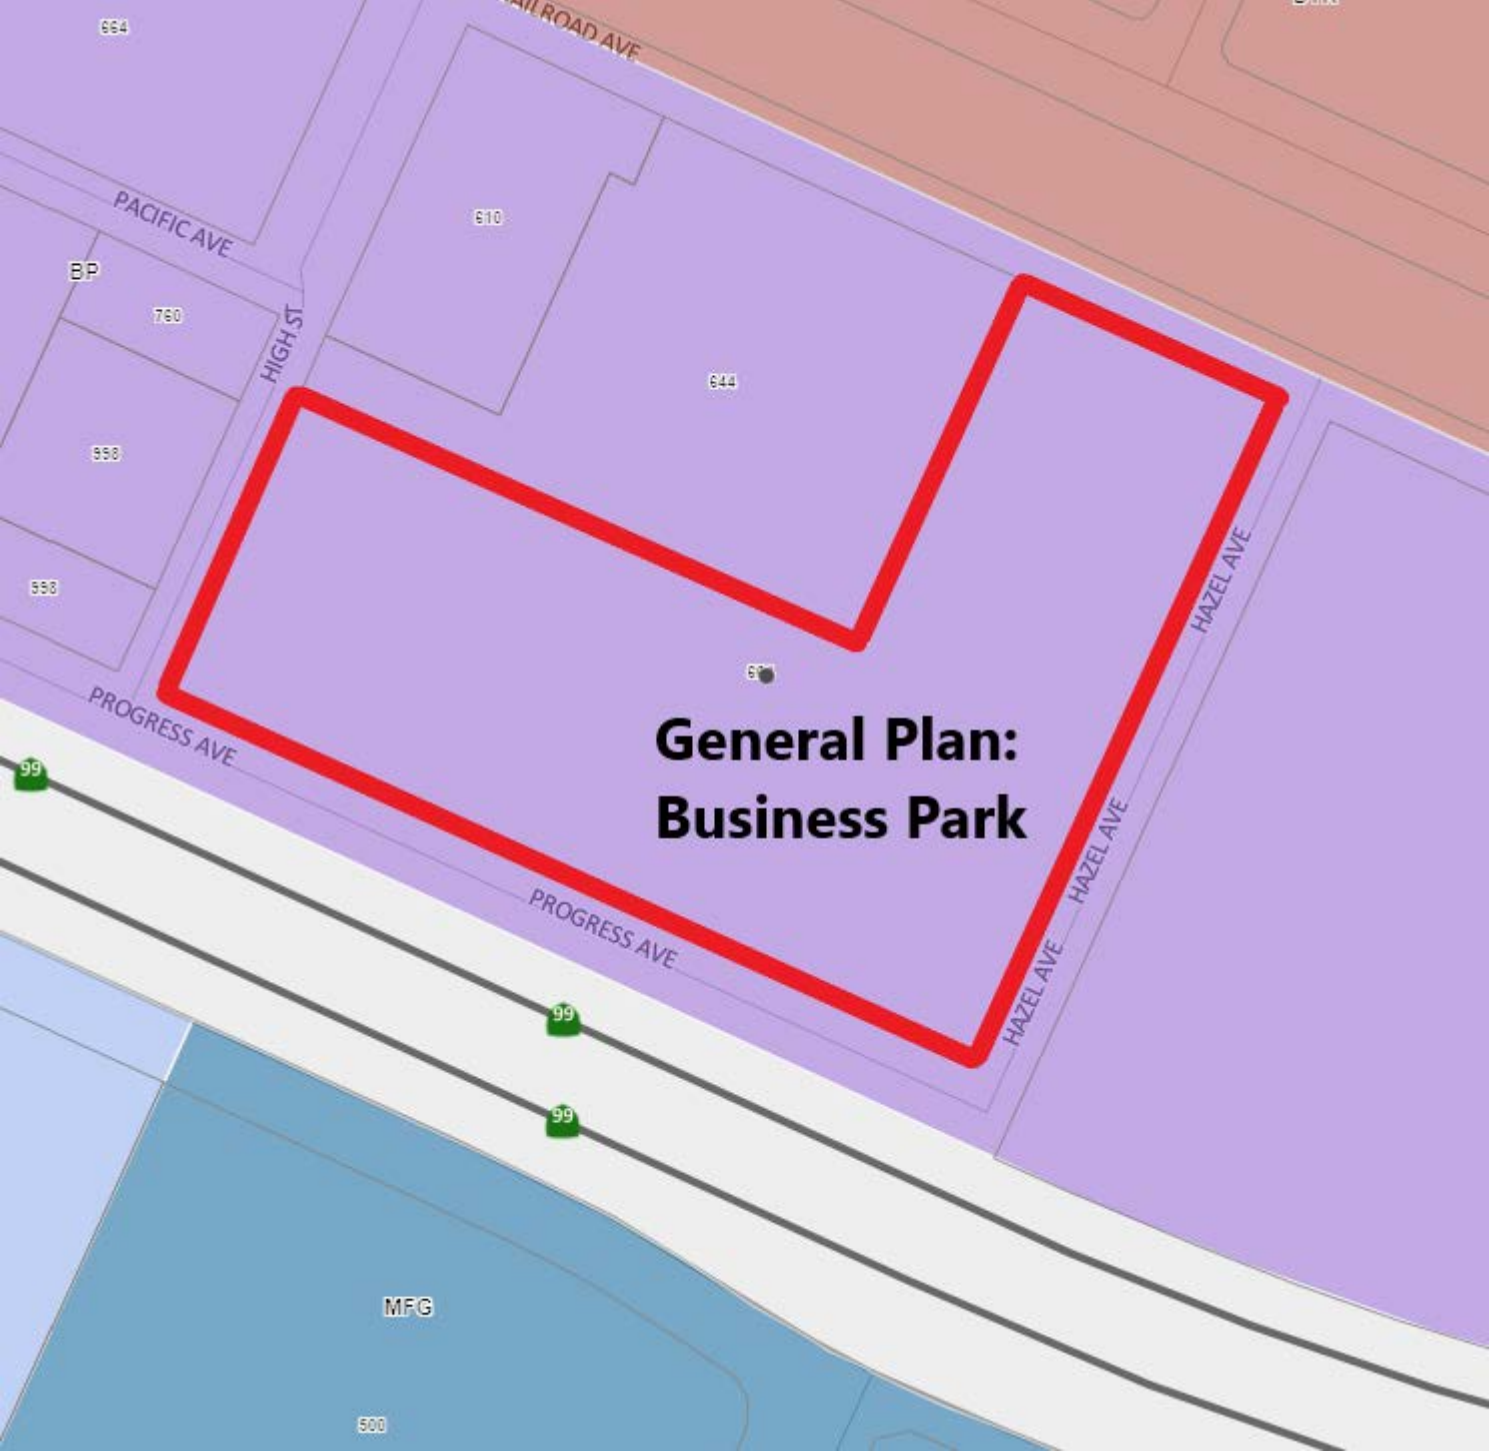 664
RAILROAD AVE
610
PACIFIC AVE
BP
760
HIGH ST
644
998
998
HAZEL AVE
PROGRESS AVE
General Plan:
Business Park
99
HAZEL AVE
PROGRESS AVE
HAZEL AVE
99
99
MFG
500